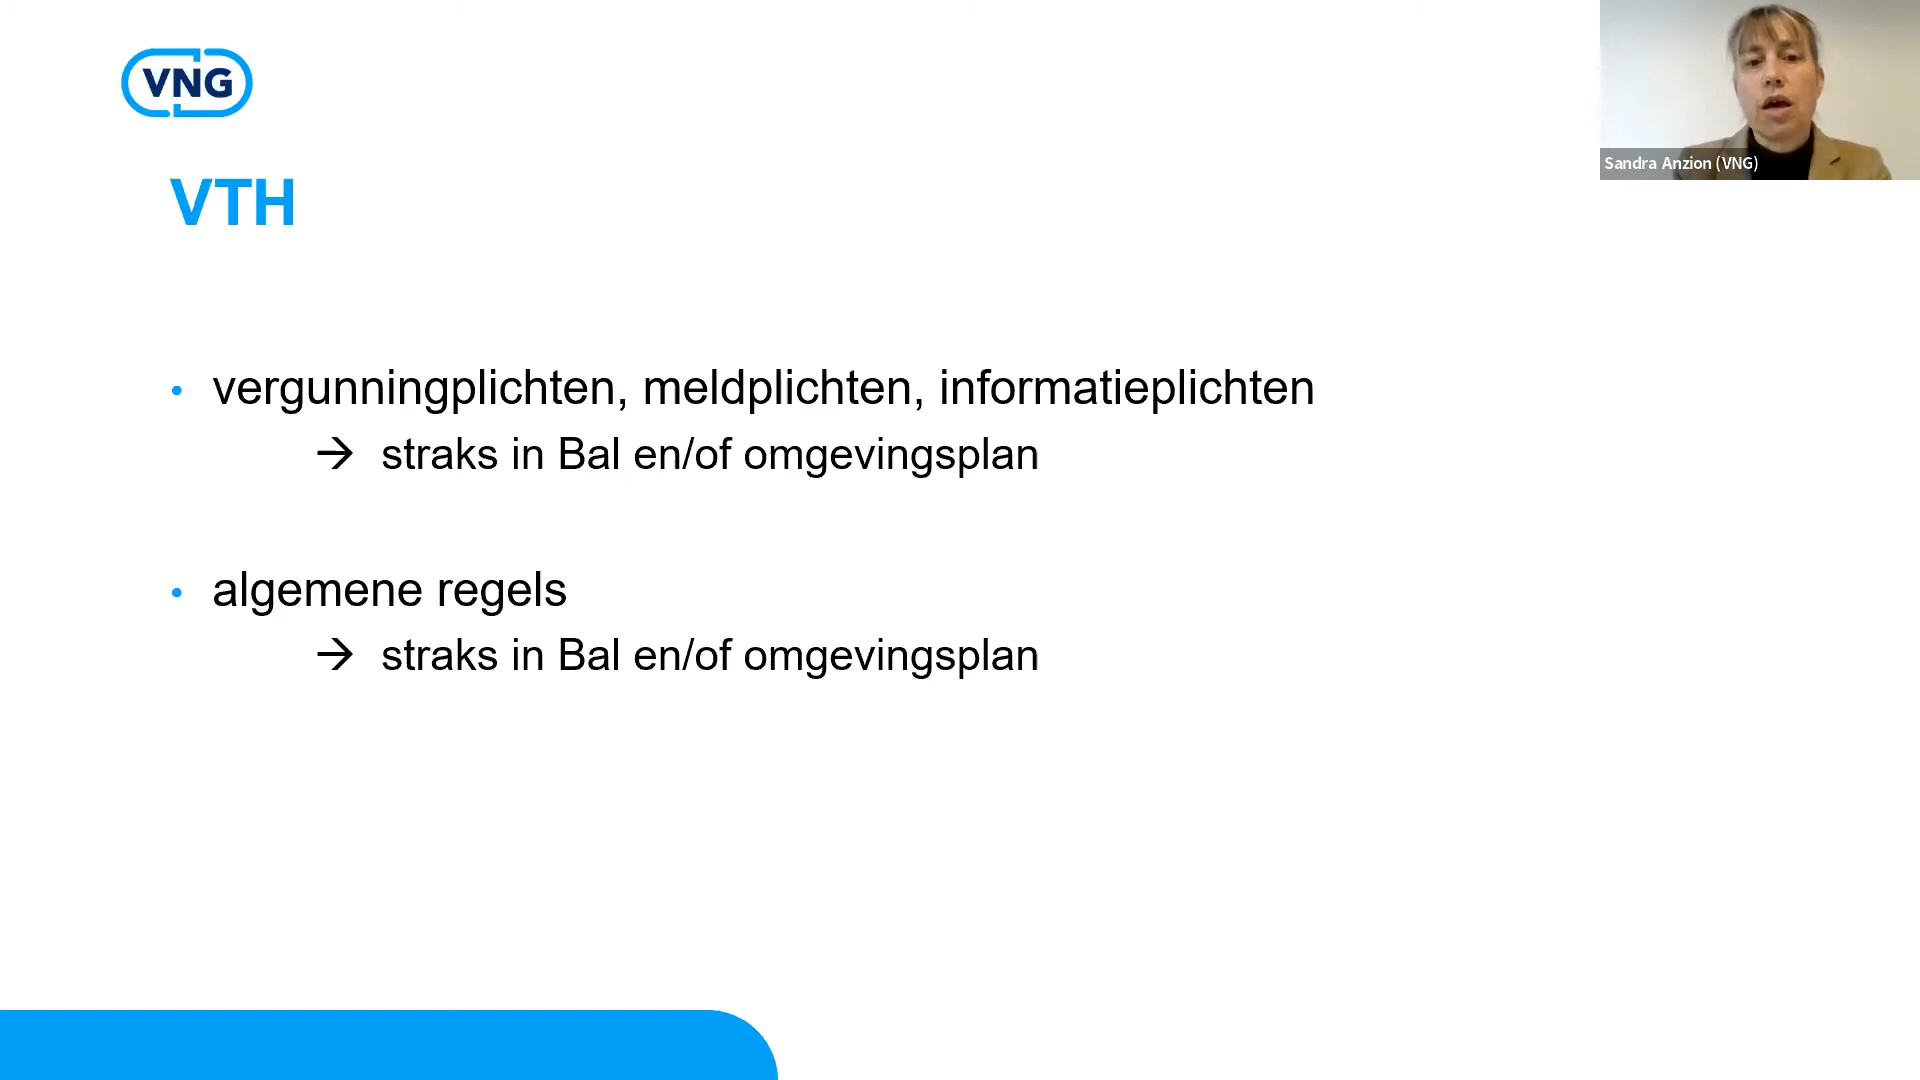 VNG
Sandra Anzion (VNG)
VTH
• vergunningplichten, meldplichten, informatieplichten
→ straks in Bal en/of omgevingsplan
• algemene regels
→ straks in Bal en/of omgevingsplan